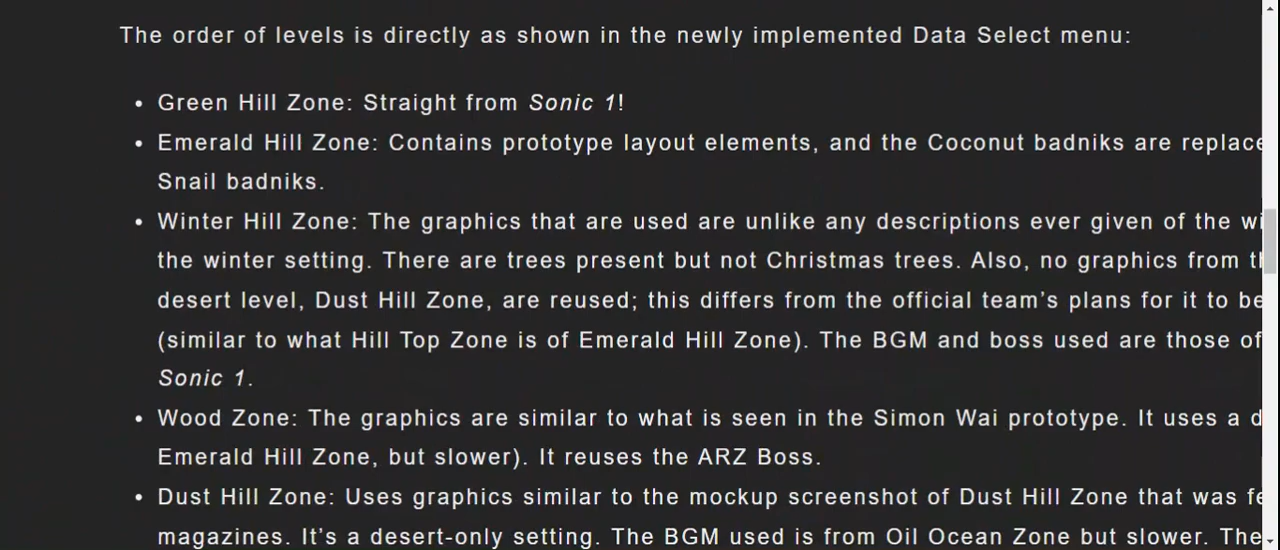 The order of levels is directly as shown in the newly implemented Data Select menu:
• Green Hill Zone: Straight from Sonic 1!
• Emerald Hill Zone: Contains prototype layout elements, and the Coconut badniks are replace
Snail badniks.
• Winter Hill Zone: The graphics that are used are unlike any descriptions ever given of the wi
the winter setting. There are trees present but not Christmas trees. Also, no graphics from th
desert level, Dust Hill Zone, are reused; this differs from the official team’s plans for it to be
(similar to what Hill Top Zone is of Emerald Hill Zone). The BGM and boss used are those of
Sonic 1.
• Wood Zone: The graphics are similar to what is seen in the Simon Wai prototype. It uses a d
Emerald Hill Zone, but slower). It reuses the ARZ Boss.
• Dust Hill Zone: Uses graphics similar to the mockup screenshot of Dust Hill Zone that was fe
magazines. It’s a desert-only setting. The BGM used is from Oil Ocean Zone but slower. The